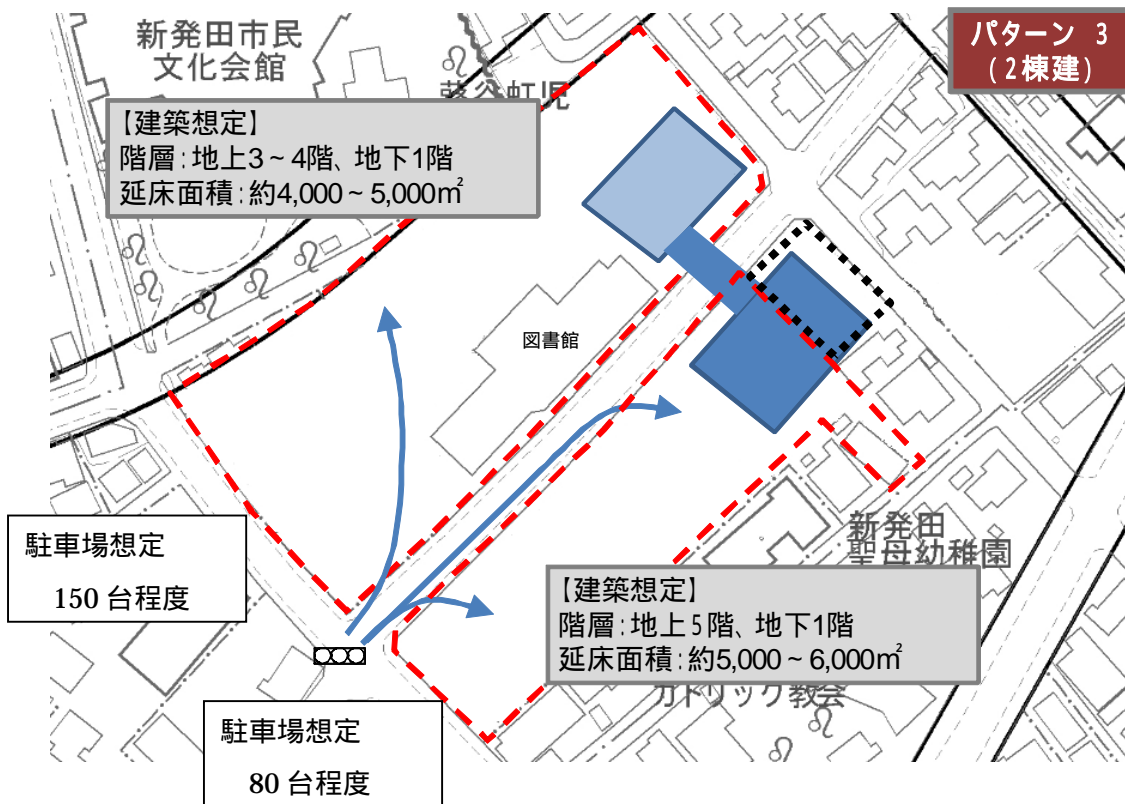 新発田市民
文化会館
蕗谷虹児
パターン 3
(2棟建)
【建築想定】
階層:地上3~4階、地下1階
延床面積:約4,000~5,000㎡
図書館
駐車場想定
150 台程度
新発田
聖母幼稚園
【建築想定】
階層:地上5階、地下1階
延床面積:約5,000~6,000㎡
カトリック教会
駐車場想定
80 台程度